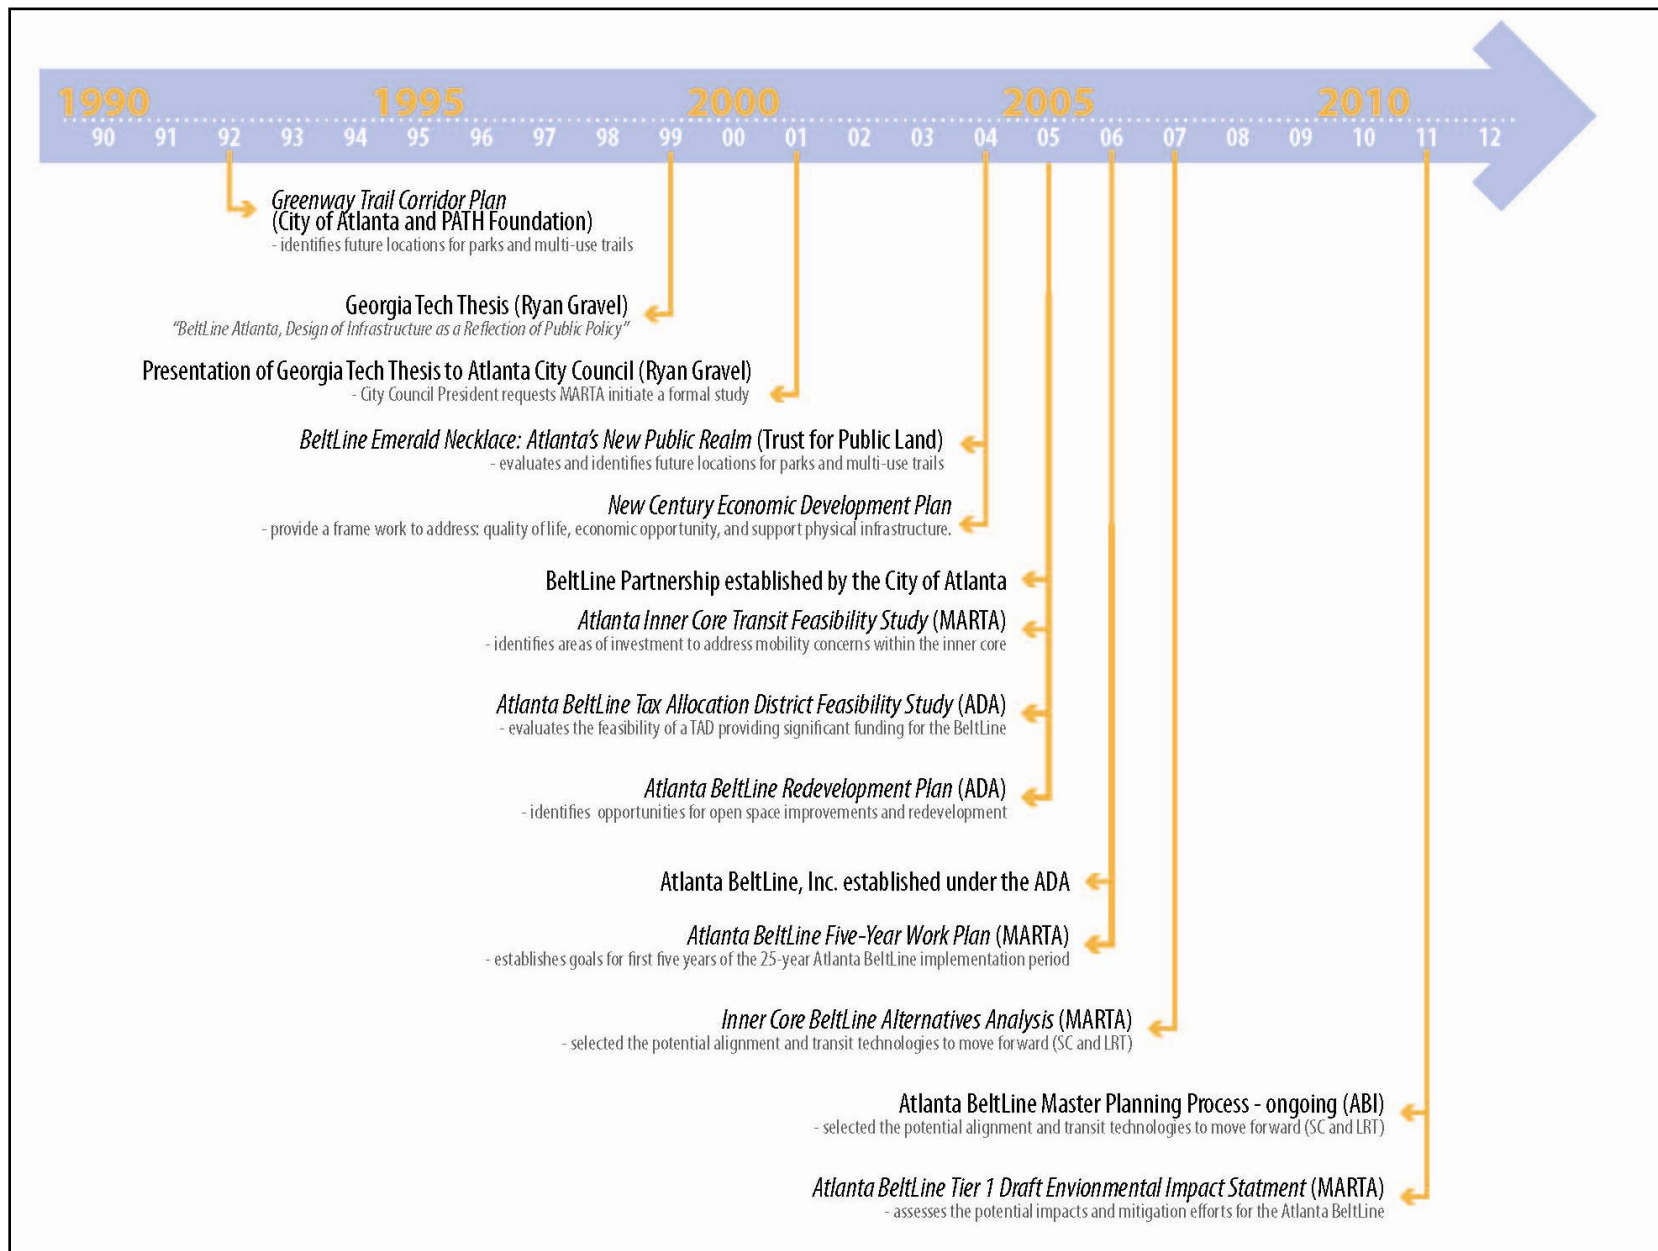 1990 1995 2000 2005 2010
90 91 92 93 94 95 96 97 98 99 00 01 02 03 04 05 06 07 08 09 10 11 12
Greenway Trail Corridor Plan
(City of Atlanta and PATH Foundation)
- identifies future locations for parks and multi-use trails
Georgia Tech Thesis (Ryan Gravel)
"BeltLine Atlanta, Design of Infrastructure as a Reflection of Public Policy"
Presentation of Georgia Tech Thesis to Atlanta City Council (Ryan Gravel)
- City Council President requests MARTA initiate a formal study
BeltLine Emerald Necklace: Atlanta's New Public Realm (Trust for Public Land)
- evaluates and identifies future locations for parks and multi-use trails
New Century Economic Development Plan
- provide a frame work to address: quality of life, economic opportunity, and support physical infrastructure.
BeltLine Partnership established by the City of Atlanta
Atlanta Inner Core Transit Feasibility Study (MARTA)
- identifies areas of investment to address mobility concerns within the inner core
Atlanta BeltLine Tax Allocation District Feasibility Study (ADA)
- evaluates the feasibility of a TAD providing significant funding for the BeltLine
Atlanta BeltLine Redevelopment Plan (ADA)
- identifies opportunities for open space improvements and redevelopment
Atlanta BeltLine, Inc. established under the ADA
Atlanta BeltLine Five-Year Work Plan (MARTA)
- establishes goals for first five years of the 25-year Atlanta BeltLine implementation period
Inner Core BeltLine Alternatives Analysis (MARTA)
- selected the potential alignment and transit technologies to move forward (SC and LRT)
Atlanta BeltLine Master Planning Process - ongoing (ABI)
- selected the potential alignment and transit technologies to move forward (SC and LRT)
Atlanta BeltLine Tier 1 Draft Envionmental Impact Statment (MARTA)
- assesses the potential impacts and mitigation efforts for the Atlanta BeltLine